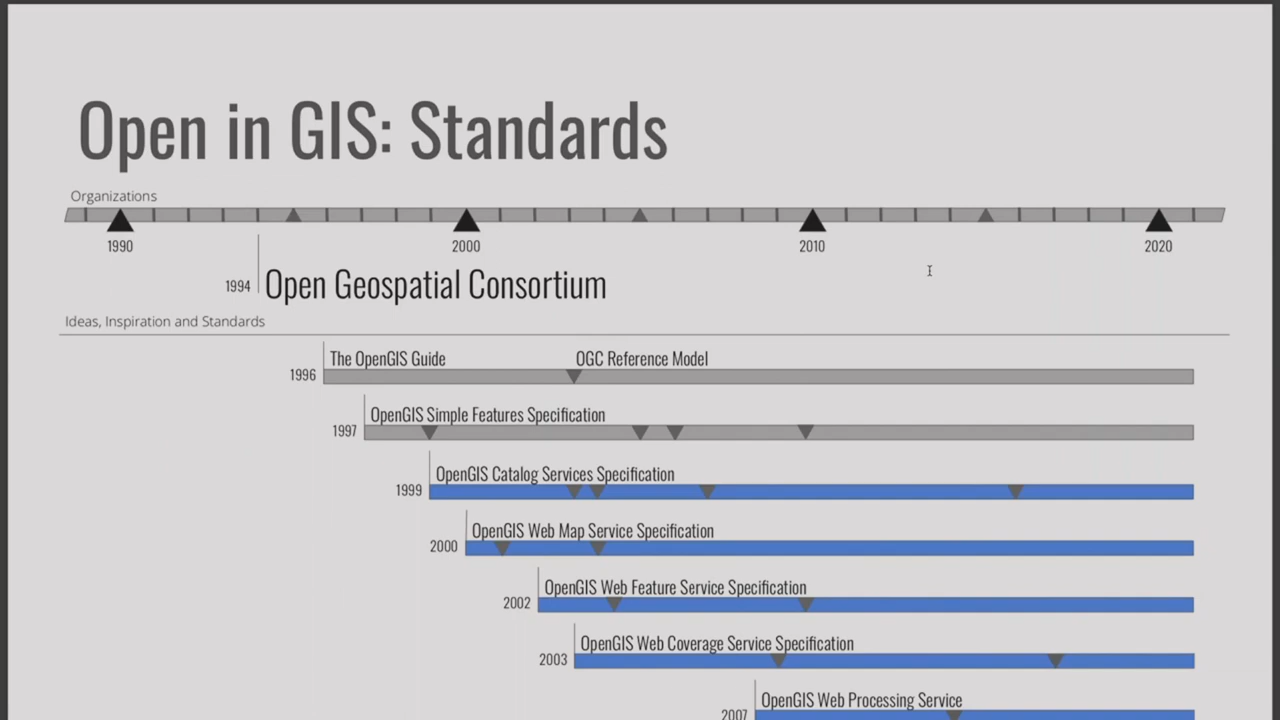 Open in GIS: Standards
Organizations
1990 2000 2010 2020
1994 Open Geospatial Consortium
Ideas, Inspiration and Standards
The OpenGIS Guide OGC Reference Model
1996
OpenGIS Simple Features Specification
1997
OpenGIS Catalog Services Specification
1999
OpenGIS Web Map Service Specification
2000
OpenGIS Web Feature Service Specification
2002
OpenGIS Web Coverage Service Specification
2003
OpenGIS Web Processing Service
2007